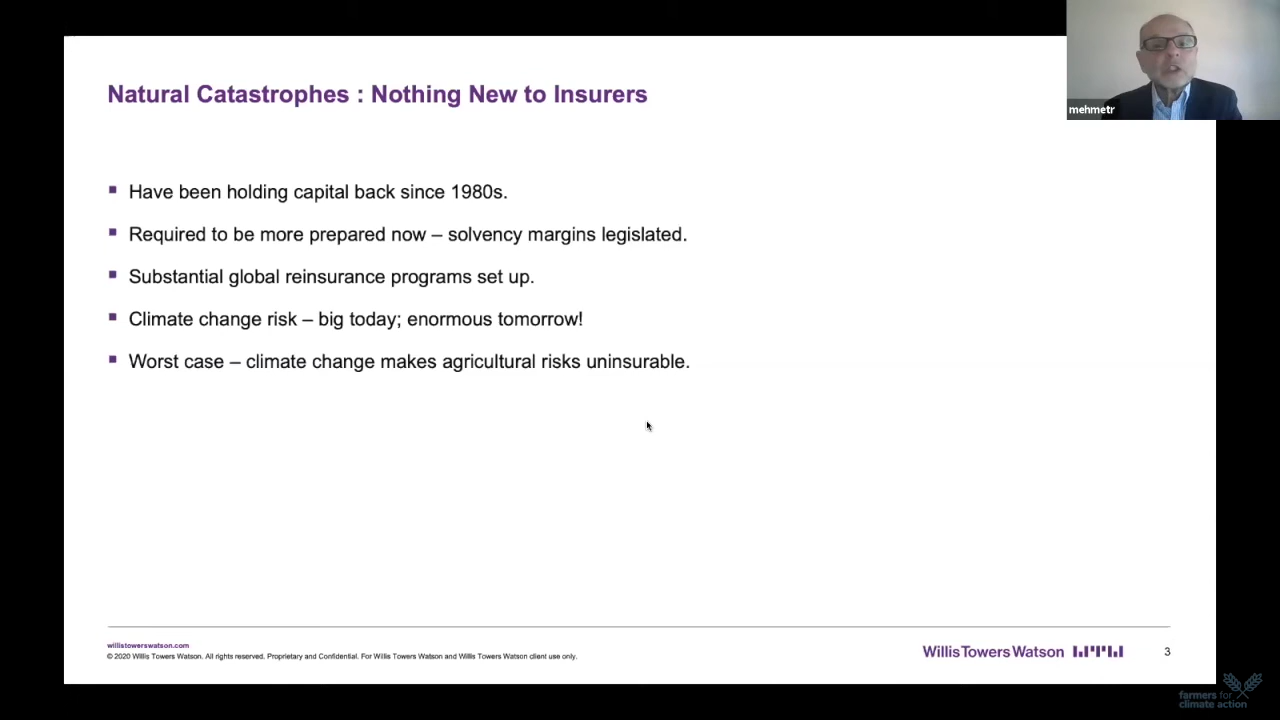 Natural Catastrophes : Nothing New to Insurers
mehmetr
▪ Have been holding capital back since 1980s.
▪ Required to be more prepared now – solvency margins legislated.
▪ Substantial global reinsurance programs set up.
▪ Climate change risk – big today; enormous tomorrow!
▪ Worst case – climate change makes agricultural risks uninsurable.
willistowerswatson.com
© 2020 Willis Towers Watson. All rights reserved. Proprietary and Confidential. For Willis Towers Watson and Willis Towers Watson client use only.
Willis Towers Watson
3
farmers for
climate action